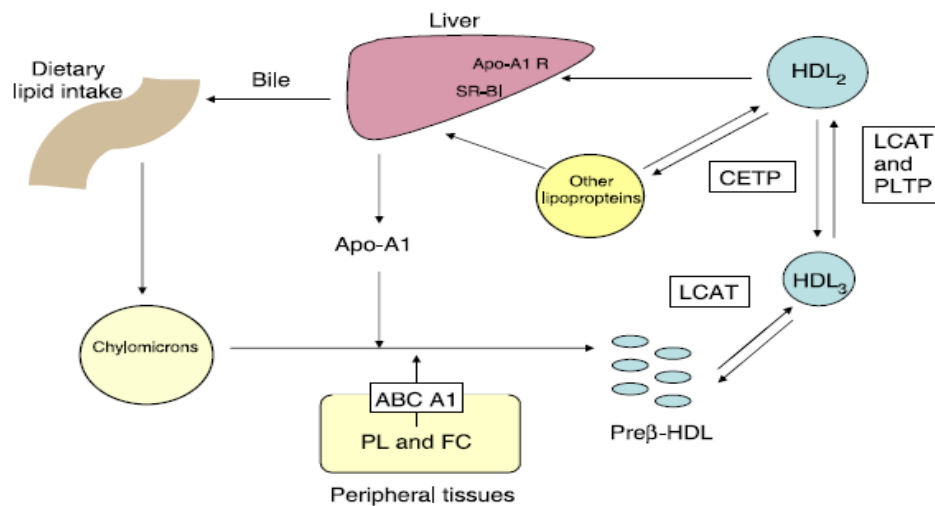 Liver
Dietary
lipid intake
Bile
Apo-A1 R
SR-BI
HDL2
LCAT
and
PLTP
CETP
Other
lipopropteins
Apo-A1
HDL3
LCAT
Chylomicrons
ABC A1
PL and FC
Preβ-HDL
Peripheral tissues